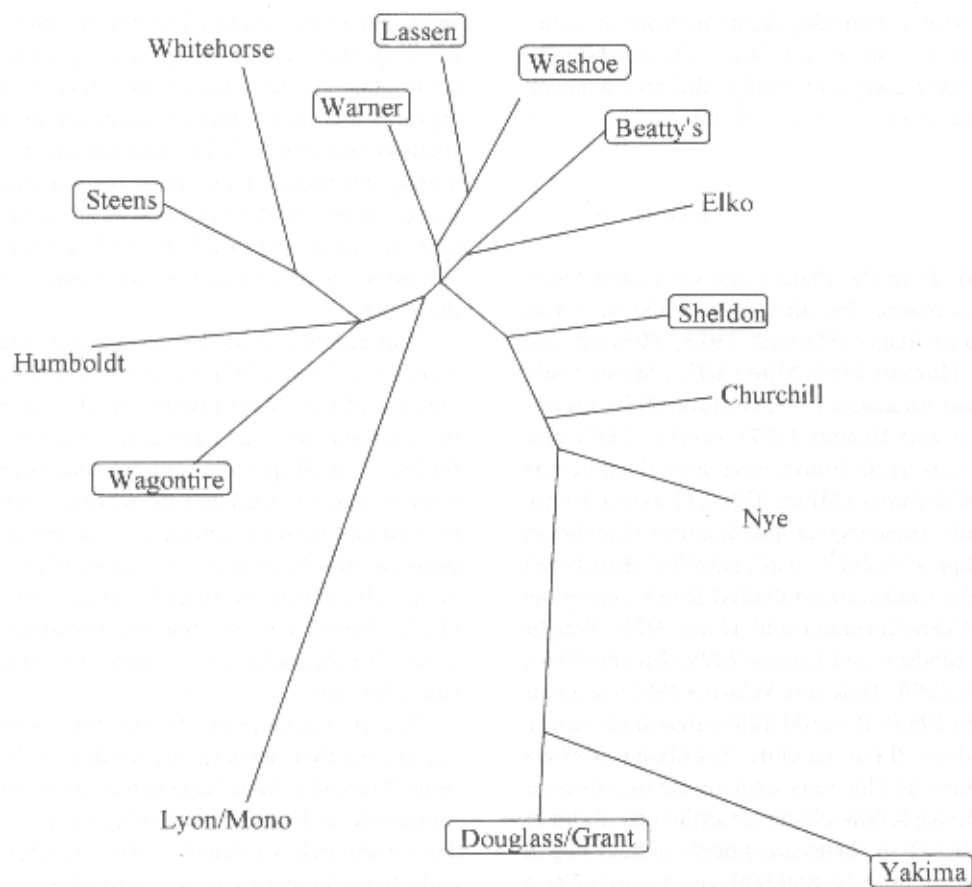 Lassen
Whitehorse
Washoe
Warner
Beatty's
Steens
Elko
Sheldon
Humboldt
Churchill
Wagontire
Nye
Lyon/Mono
Douglass/Grant
Yakima